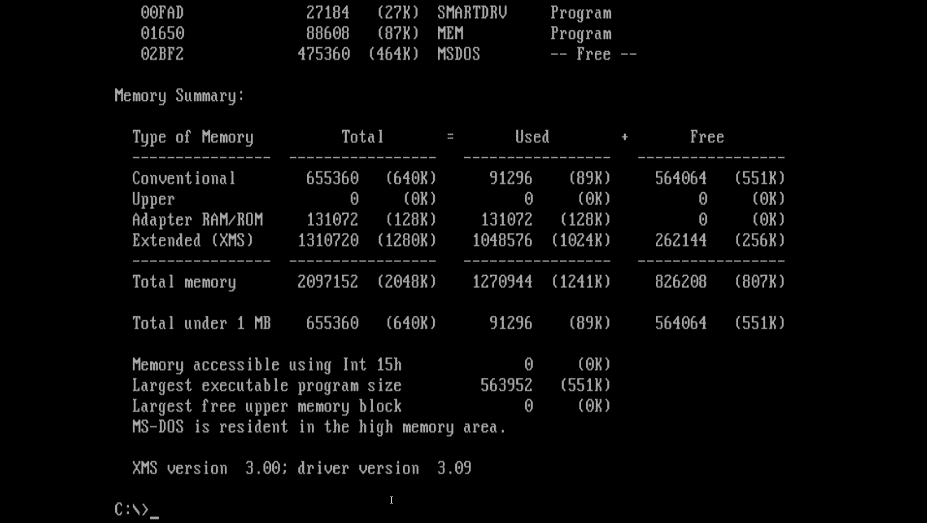 00FAD 27184 (27K) SMARTDRV Program
01650 88608 (87K) MEM Program
02BF2 475360 (464K) MSDOS -- Free --
Memory Summary:
Type of Memory Total = Used + Free
--------------- ---------------- ---------------- ----------------
Conventional 655360 (640K) 91296 (89K) 564064 (551K)
Upper 0 (0K) 0 (0K) 0 (0K)
Adapter RAM/ROM 131072 (128K) 131072 (128K) 0 (0K)
Extended (XMS) 1310720 (1280K) 1048576 (1024K) 262144 (256K)
--------------- ---------------- ---------------- ----------------
Total memory 2097152 (2048K) 1270944 (1241K) 826208 (807K)
Total under 1 MB 655360 (640K) 91296 (89K) 564064 (551K)
Memory accessible using Int 15h 0 (0K)
Largest executable program size 563952 (551K)
Largest free upper memory block 0 (0K)
MS-DOS is resident in the high memory area.
XMS version 3.00; driver version 3.09
C:\>_